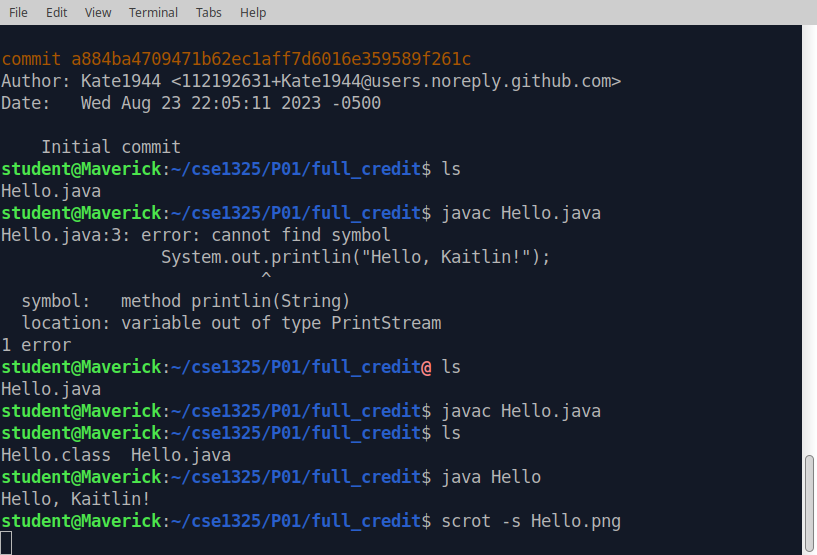 File Edit View Terminal Tabs Help
commit a884ba4709471b62ec1aff7d6016e359589f261c
Author: Kate1944 <112192631+Kate1944@users.noreply.github.com>
Date:   Wed Aug 23 22:05:11 2023 -0500
    Initial commit
student@Maverick:~/cse1325/P01/full_credit$ ls
Hello.java
student@Maverick:~/cse1325/P01/full_credit$ javac Hello.java
Hello.java:3: error: cannot find symbol
                System.out.printlin("Hello, Kaitlin!");
                          ^
  symbol:   method printlin(String)
  location: variable out of type PrintStream
1 error
student@Maverick:~/cse1325/P01/full_credit@ ls
Hello.java
student@Maverick:~/cse1325/P01/full_credit$ javac Hello.java
student@Maverick:~/cse1325/P01/full_credit$ ls
Hello.class  Hello.java
student@Maverick:~/cse1325/P01/full_credit$ java Hello
Hello, Kaitlin!
student@Maverick:~/cse1325/P01/full_credit$ scrot -s Hello.png